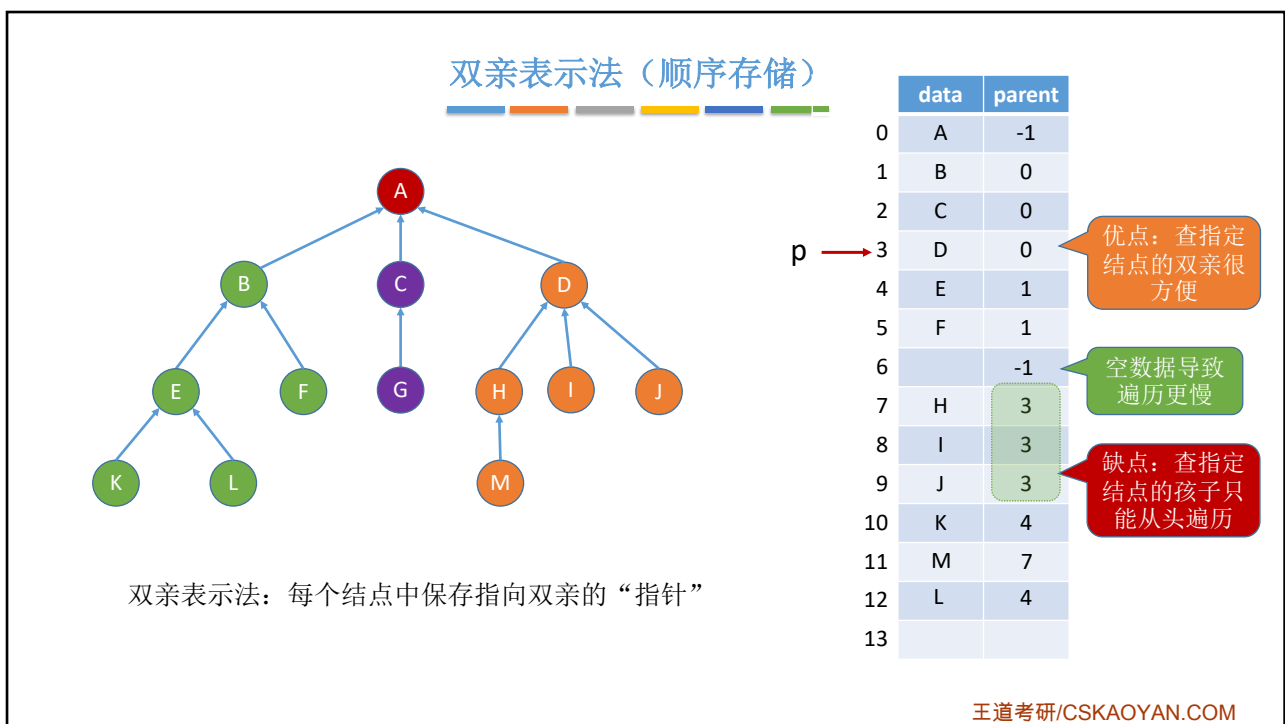 双亲表示法（顺序存储）
A
B
C
D
E
F
G
H
I
J
K
L
M
双亲表示法：每个结点中保存指向双亲的“指针”
data parent
0 A -1
1 B 0
2 C 0
p 3 D 0
4 E 1
5 F 1
6 -1
7 H 3
8 I 3
9 J 3
10 K 4
11 M 7
12 L 4
13
优点：查指定
结点的双亲很
方便
空数据导致
遍历更慢
缺点：查指定
结点的孩子只
能从头遍历
王道考研/CSKAOYAN.COM